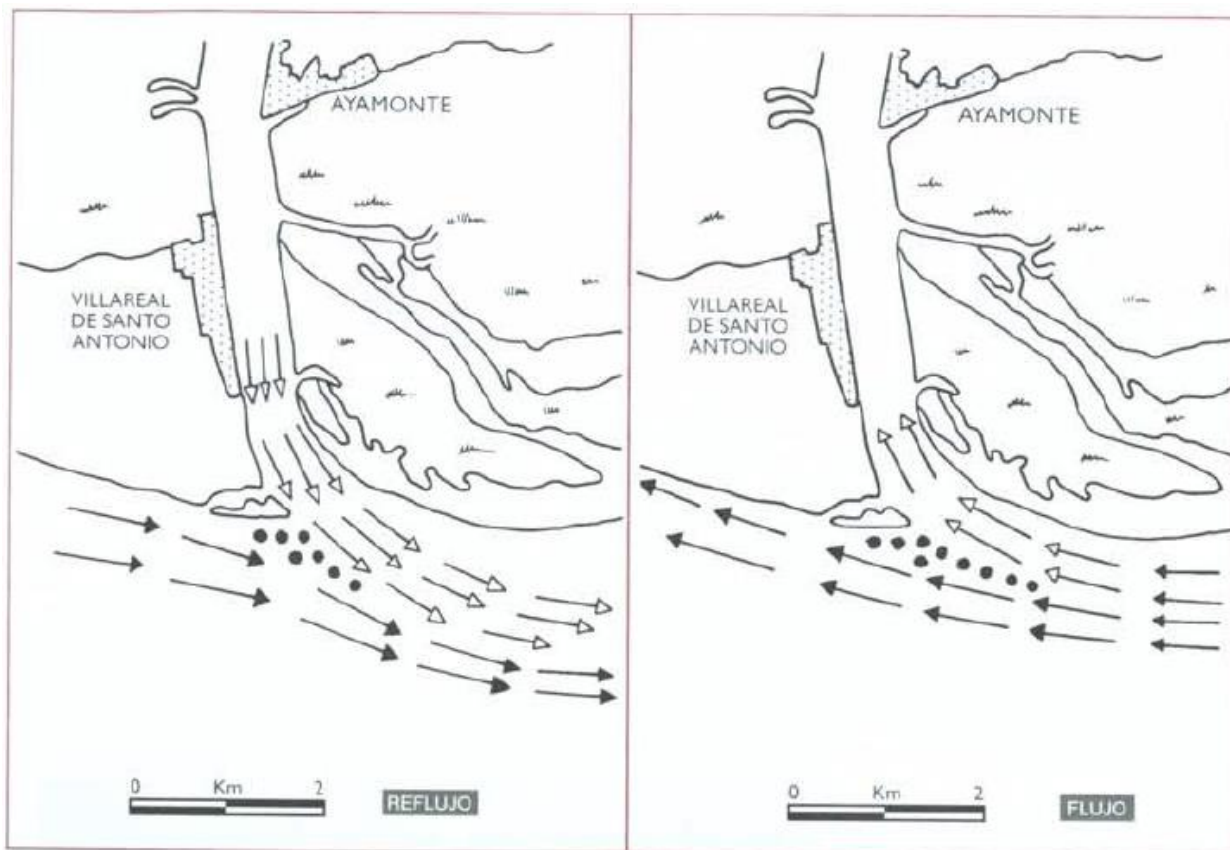 AYAMONTE
VILLAREAL
DE SANTO
ANTONIO
0 Km 2
REFLUJO
AYAMONTE
VILLAREAL
DE SANTO
ANTONIO
0 Km 2
FLUJO